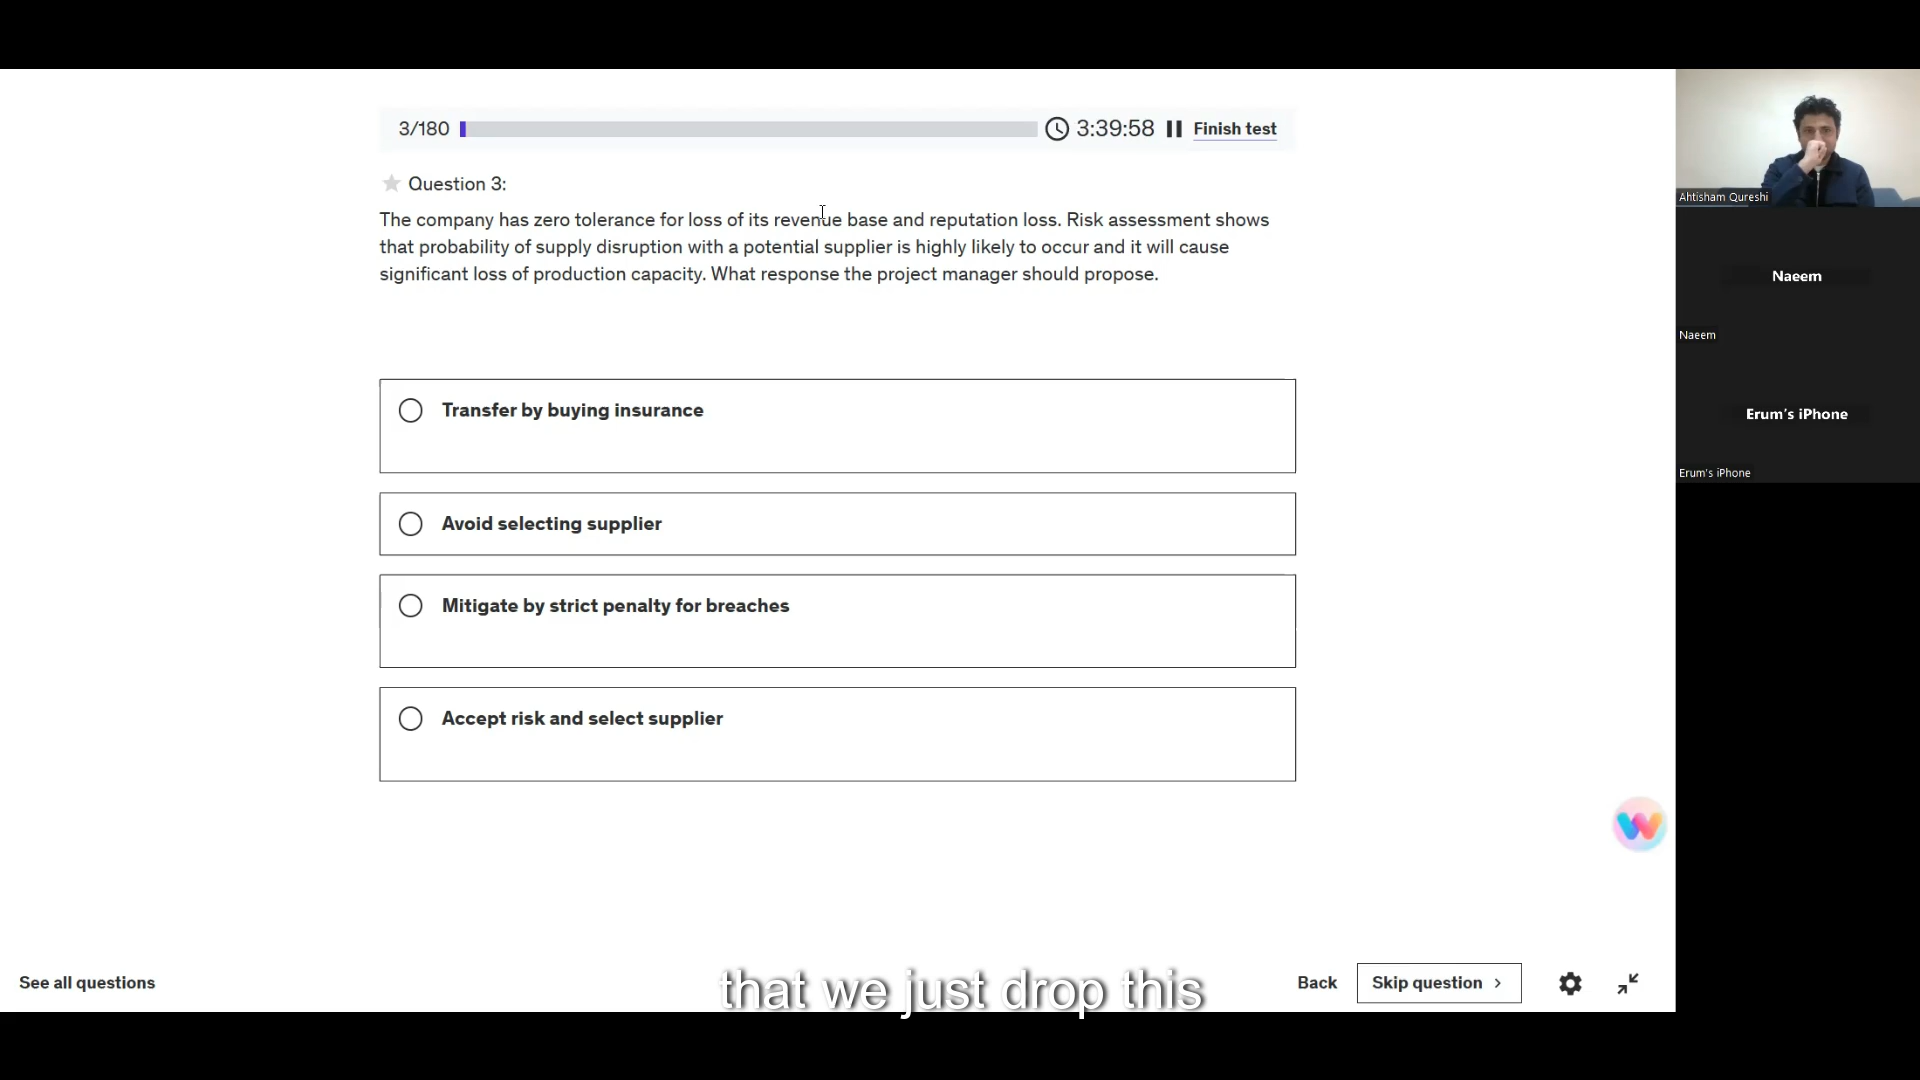 3/180
3:39:58
Finish test
Question 3:
The company has zero tolerance for loss of its revenue base and reputation loss. Risk assessment shows
that probability of supply disruption with a potential supplier is highly likely to occur and it will cause
significant loss of production capacity. What response the project manager should propose.
Transfer by buying insurance
Avoid selecting supplier
Mitigate by strict penalty for breaches
Accept risk and select supplier
See all questions
Back
Skip question
that we just drop this
Ahtisham Qureshi
Naeem
Naeem
Erum's iPhone
Erum's iPhone